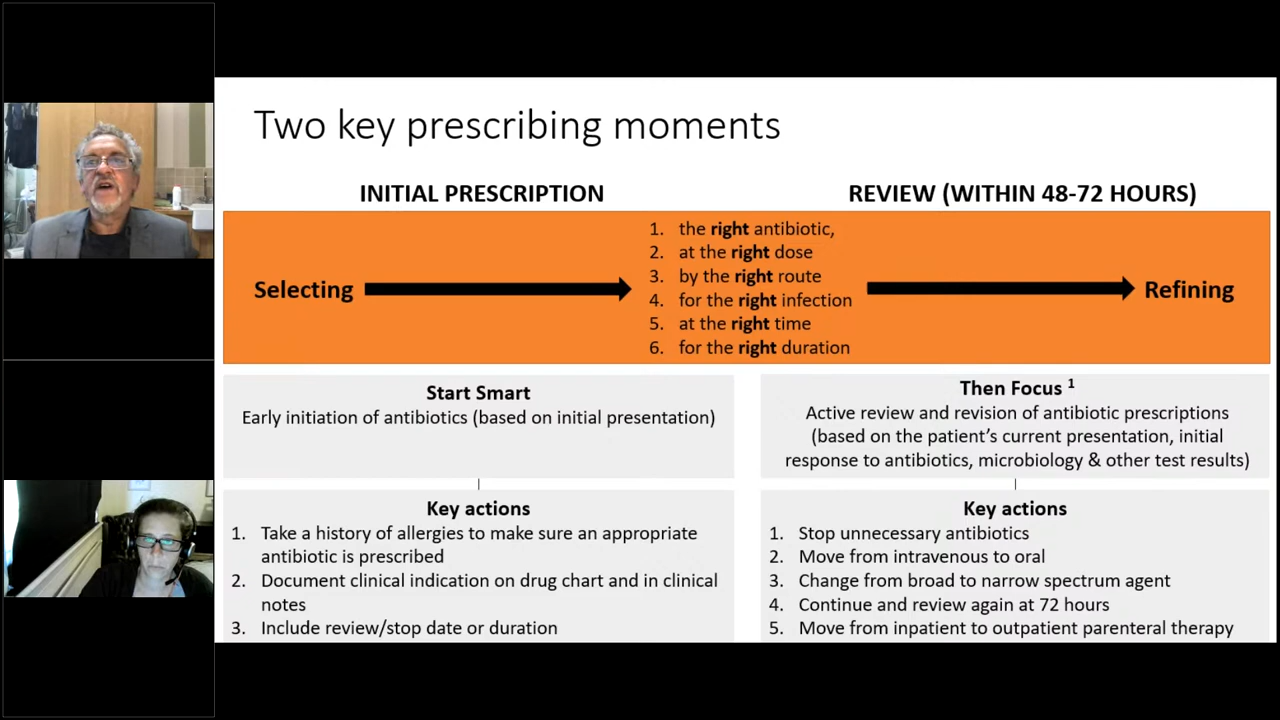 Two key prescribing moments
INITIAL PRESCRIPTION
REVIEW (WITHIN 48-72 HOURS)
Selecting
1. the right antibiotic,
2. at the right dose
3. by the right route
4. for the right infection
5. at the right time
6. for the right duration
Refining
Start Smart
Early initiation of antibiotics (based on initial presentation)
Then Focus 1
Active review and revision of antibiotic prescriptions
(based on the patient's current presentation, initial
response to antibiotics, microbiology & other test results)
Key actions
1. Take a history of allergies to make sure an appropriate
antibiotic is prescribed
2. Document clinical indication on drug chart and in clinical
notes
3. Include review/stop date or duration
Key actions
1. Stop unnecessary antibiotics
2. Move from intravenous to oral
3. Change from broad to narrow spectrum agent
4. Continue and review again at 72 hours
5. Move from inpatient to outpatient parenteral therapy